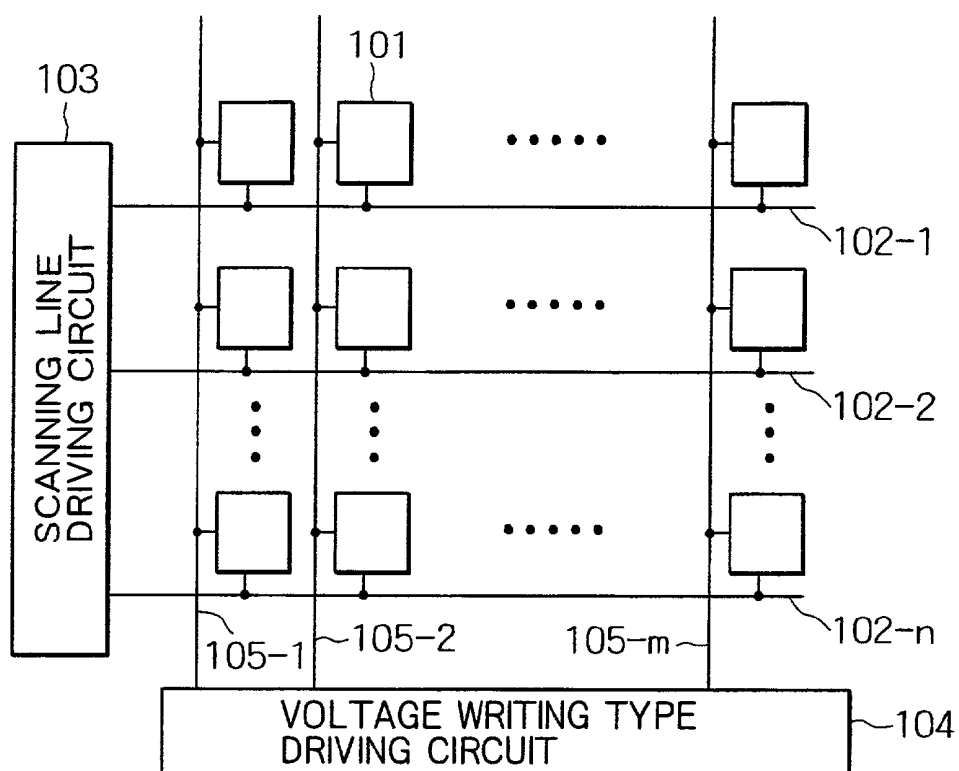 101
103
SCANNING LINE
DRIVING CIRCUIT
102-1
102-2
102-n
105-1
105-2
105-m
VOLTAGE WRITING TYPE
DRIVING CIRCUIT
104